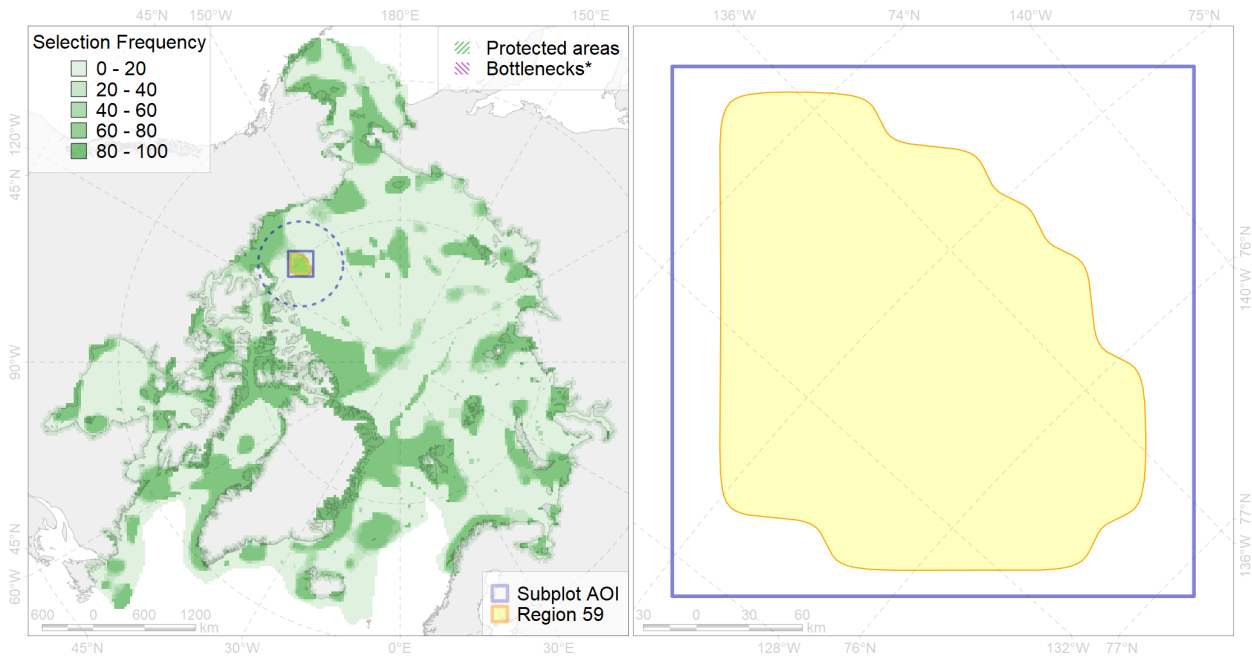 45°N 150°W 180°E 150°E 136°W 74°N 140°W 75°N
Selection Frequency
0 - 20
20 - 40
40 - 60
60 - 80
80 - 100
Protected areas
Bottlenecks*
120°W
45°N
90°W
45°N
60°W
76°N
140°W
77°N
136°W
Subplot AOI
Region 59
600 0 600 1200
km
30 0 30 60
km
45°N 30°W 0°E 30°E 128°W 76°N 132°W 77°N